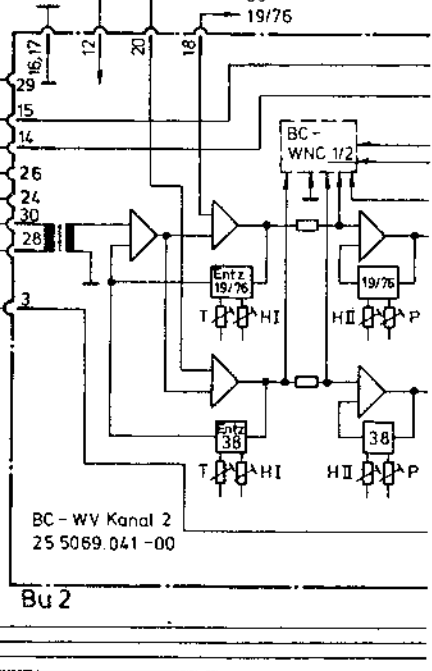 19/76
16,17
12
20
18
29
15
14
26
24
30
28
3
BC-
WNC 1/2
Entz
19/76
19/76
T HI
HII P
Entz
38
38
T HI
HII P
BC-WV Kanal 2
25 5069.041-00
Bu 2